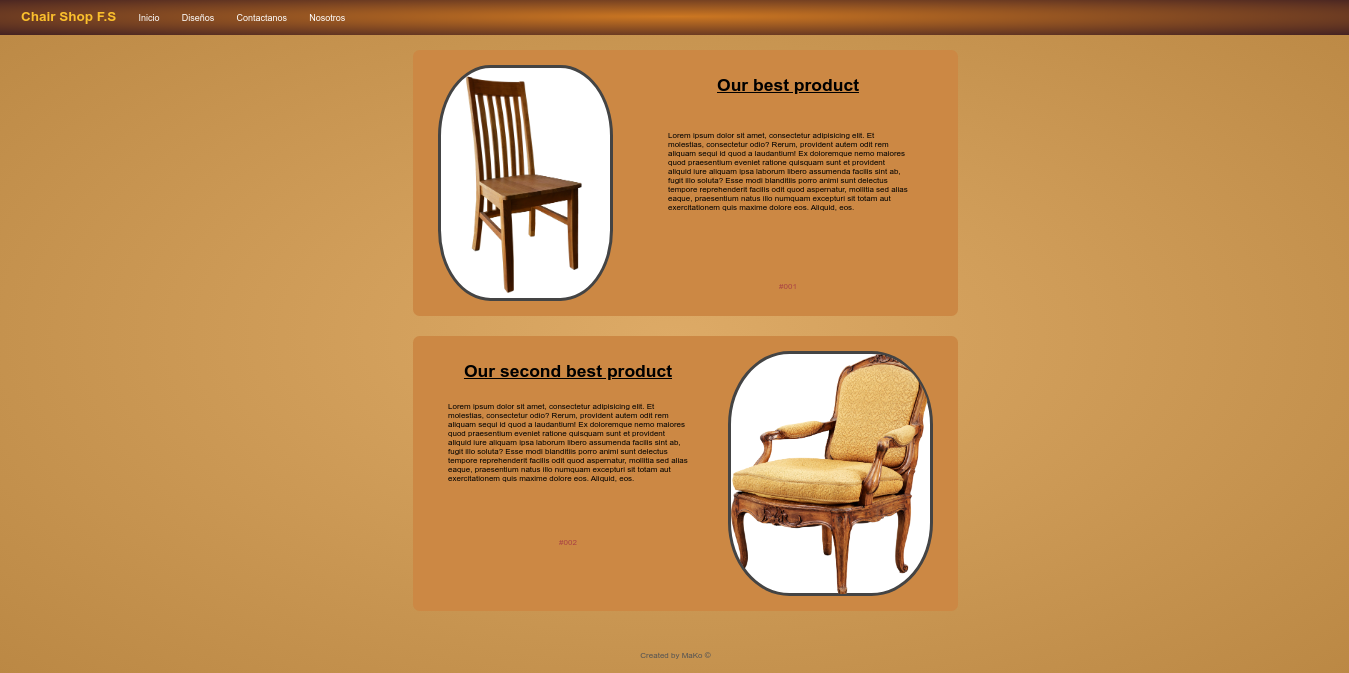 Chair Shop F.S Inicio Diseños Contactanos Nosotros
Our best product
Lorem ipsum dolor sit amet, consectetur adipisicing elit. Et
molestias, consectetur odio? Rerum, provident autem odit rem
aliquam sequi id quod a laudantium! Ex doloremque nemo maiores
quod praesentium eveniet ratione quisquam sunt et provident
aliquid iure aliquam ipsa laborum libero assumenda facilis sint ab,
fugit illo soluta? Esse modi blanditiis porro animi sunt delectus
tempore reprehenderit facilis odit quod aspernatur, mollitia sed alias
eaque, praesentium natus illo numquam excepturi sit totam aut
exercitationem quis maxime dolore eos. Aliquid, eos.
#001
Our second best product
Lorem ipsum dolor sit amet, consectetur adipisicing elit. Et
molestias, consectetur odio? Rerum, provident autem odit rem
aliquam sequi id quod a laudantium! Ex doloremque nemo maiores
quod praesentium eveniet ratione quisquam sunt et provident
aliquid iure aliquam ipsa laborum libero assumenda facilis sint ab,
fugit illo soluta? Esse modi blanditiis porro animi sunt delectus
tempore reprehenderit facilis odit quod aspernatur, mollitia sed alias
eaque, praesentium natus illo numquam excepturi sit totam aut
exercitationem quis maxime dolore eos. Aliquid, eos.
#002
Created by MaKo ©